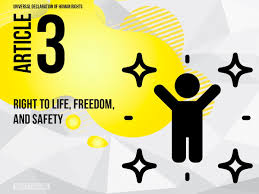 UNIVERSAL DECLARATION OF HUMAN RIGHTS
ARTICLE
3
RIGHT TO LIFE, FREEDOM,
AND SAFETY